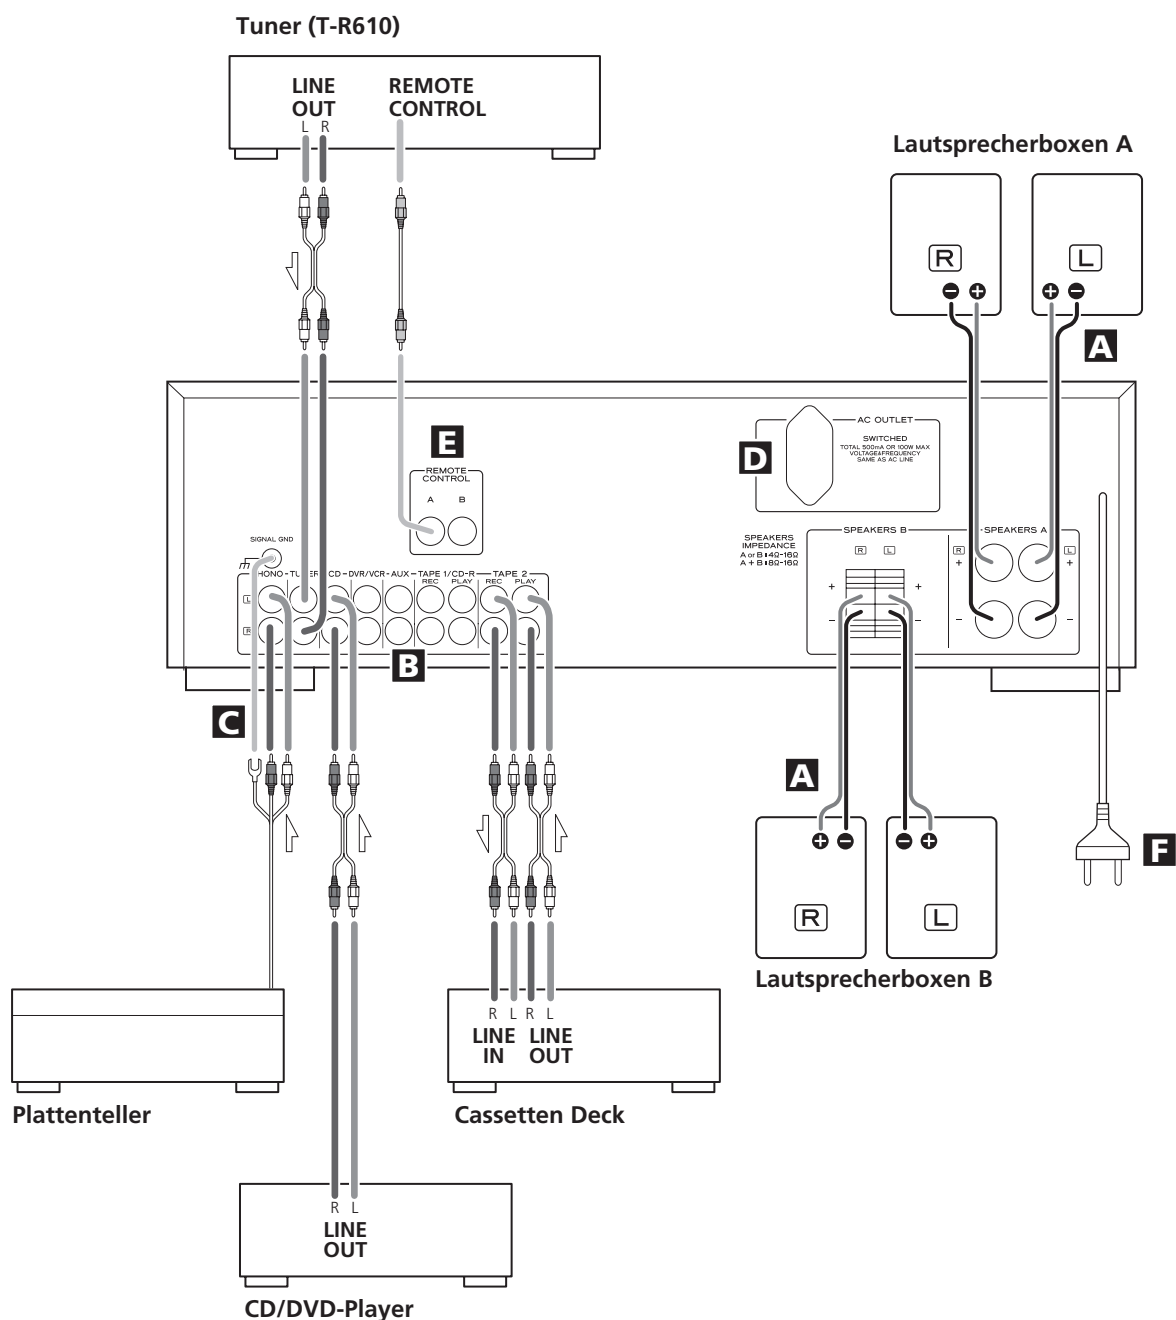 Tuner (T-R610)
LINE OUT
L R
REMOTE CONTROL
Lautsprecherboxen A
R
L
− +
+ −
A
E
REMOTE CONTROL
A B
D
AC OUTLET
SWITCHED
TOTAL 500mA OR 100W MAX
VOLTAGE&FREQUENCY
SAME AS AC LINE
SPEAKERS
IMPEDANCE
A or B:4Ω-16Ω
A + B:8Ω-16Ω
SPEAKERS B
R L
+ +
− −
SPEAKERS A
R L
+ +
− −
SIGNAL GND
PHONO TUNER CD DVR/VCR AUX TAPE 1/CD-R TAPE 2
REC PLAY REC PLAY
L
R
B
C
A
F
+ −
− +
R
L
Lautsprecherboxen B
R L R L
LINE IN
LINE OUT
Plattenteller
Cassetten Deck
R L
LINE OUT
CD/DVD-Player